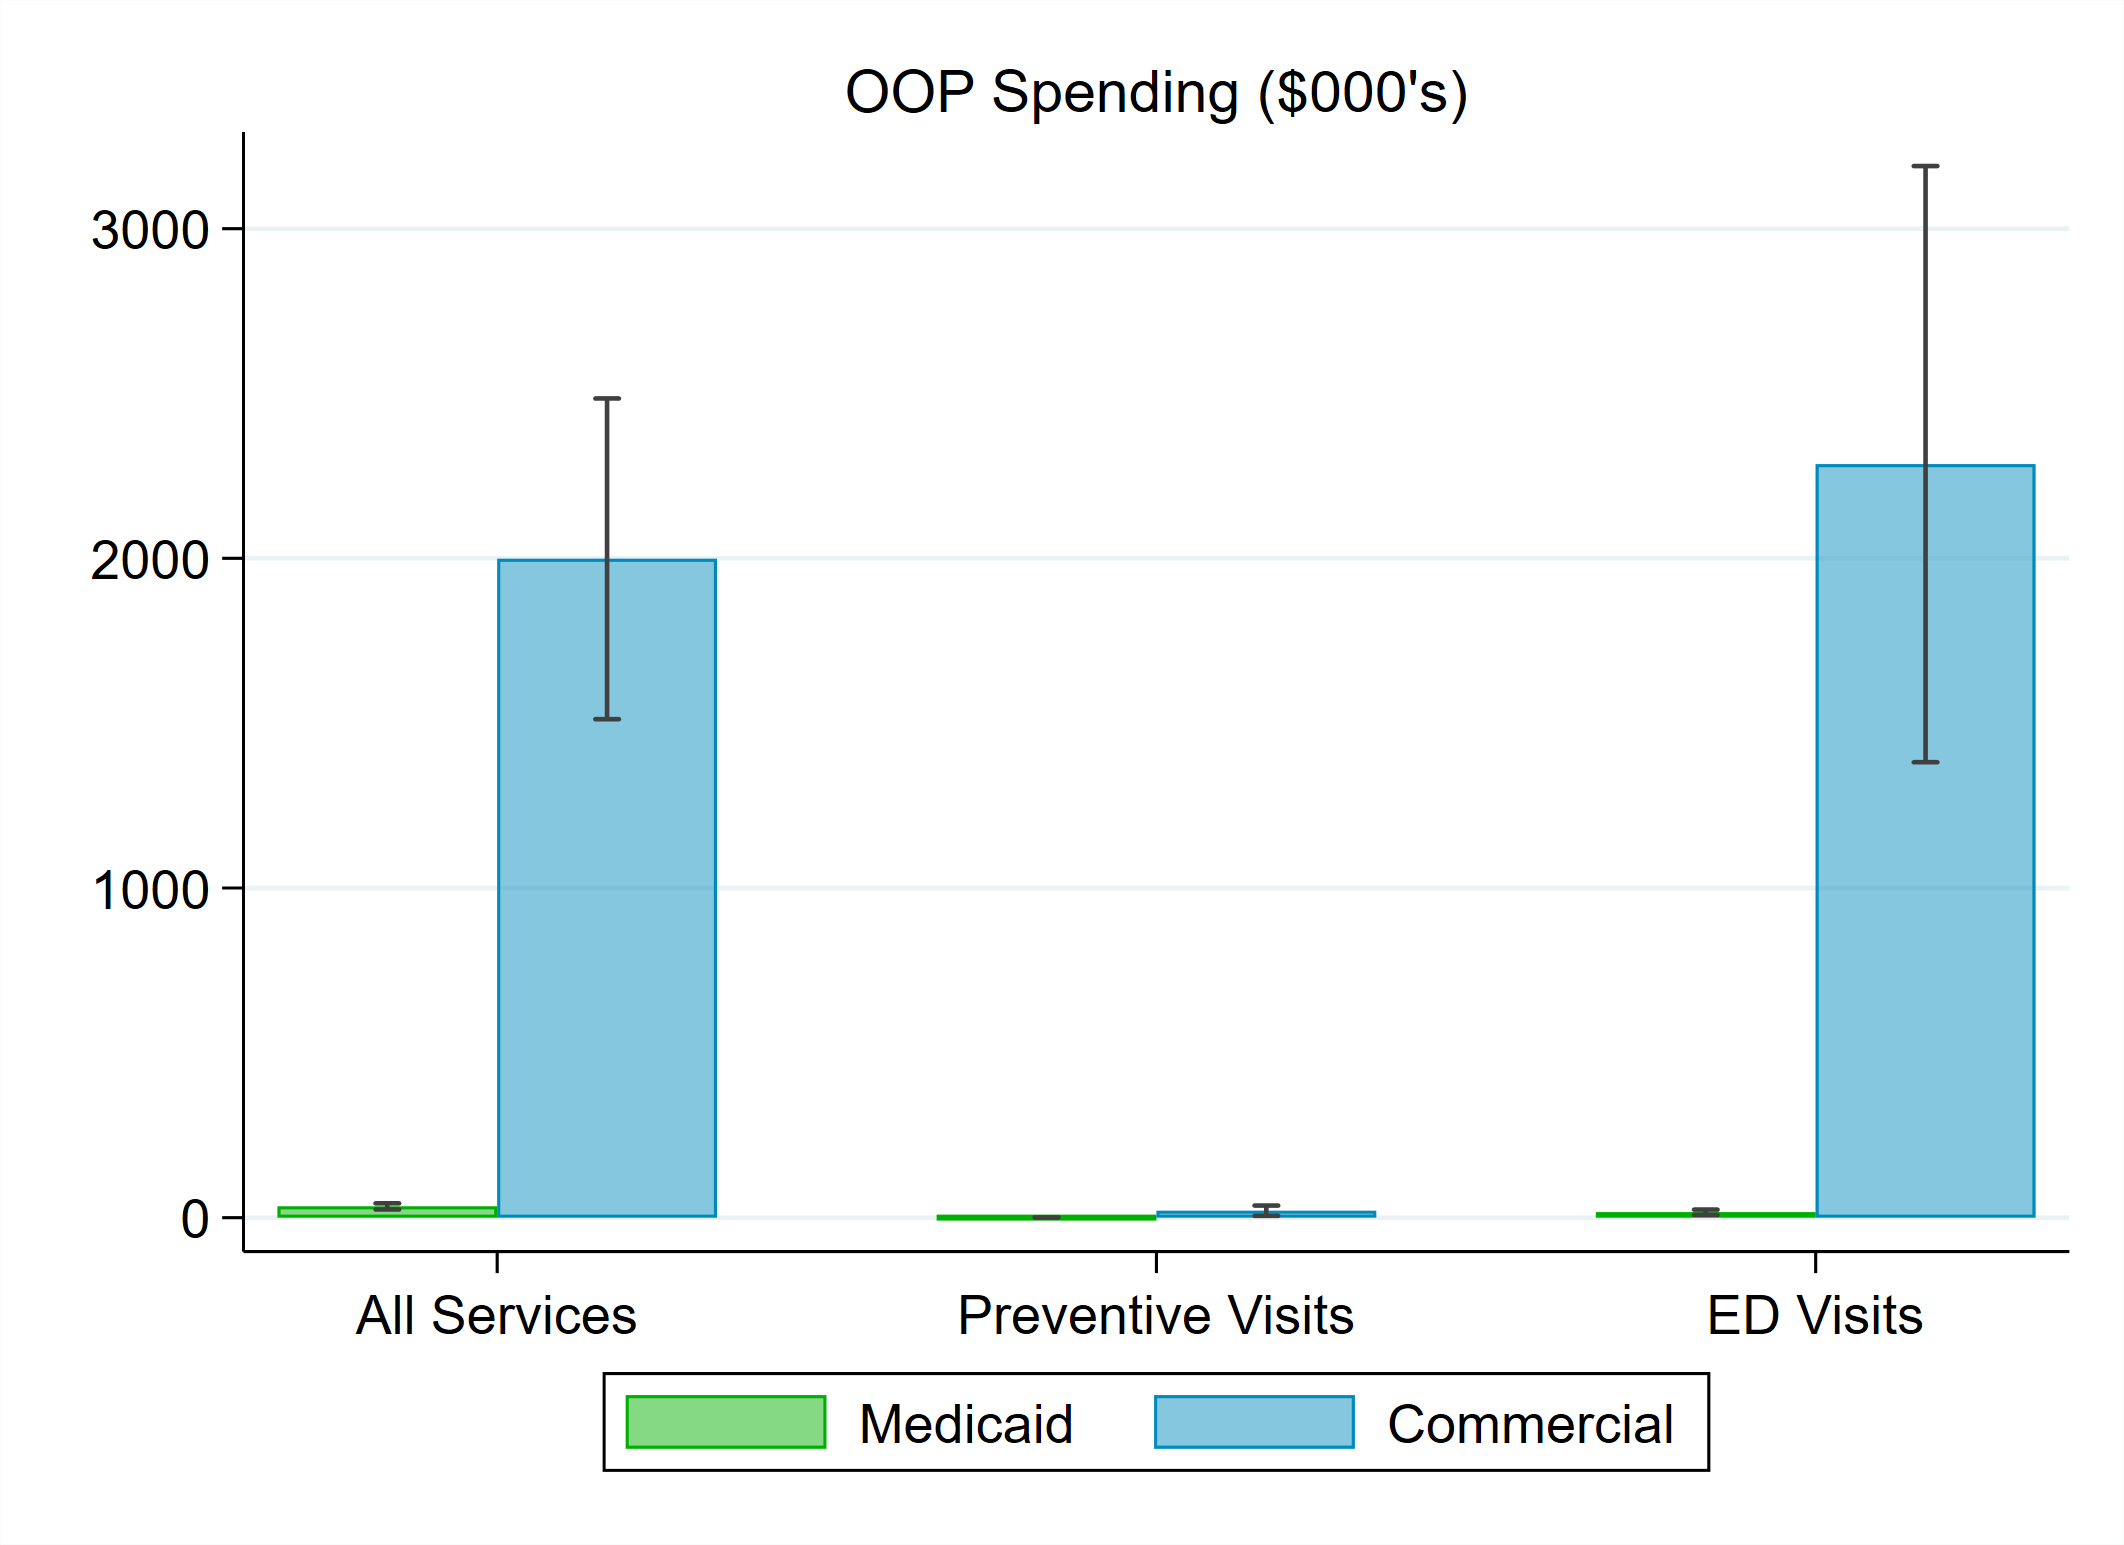 OOP Spending ($000's)
3000
2000
1000
0
All Services Preventive Visits ED Visits
Medicaid Commercial